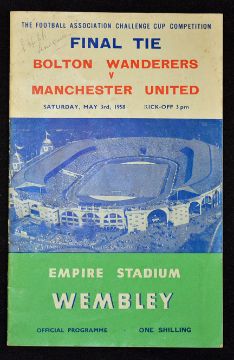 THE FOOTBALL ASSOCIATION CHALLENGE CUP COMPETITION
FINAL TIE
BOLTON WANDERERS
v
MANCHESTER UNITED
SATURDAY, MAY 3rd, 1958 KICK-OFF 3 pm
EMPIRE STADIUM
WEMBLEY
OFFICIAL PROGRAMME ONE SHILLING